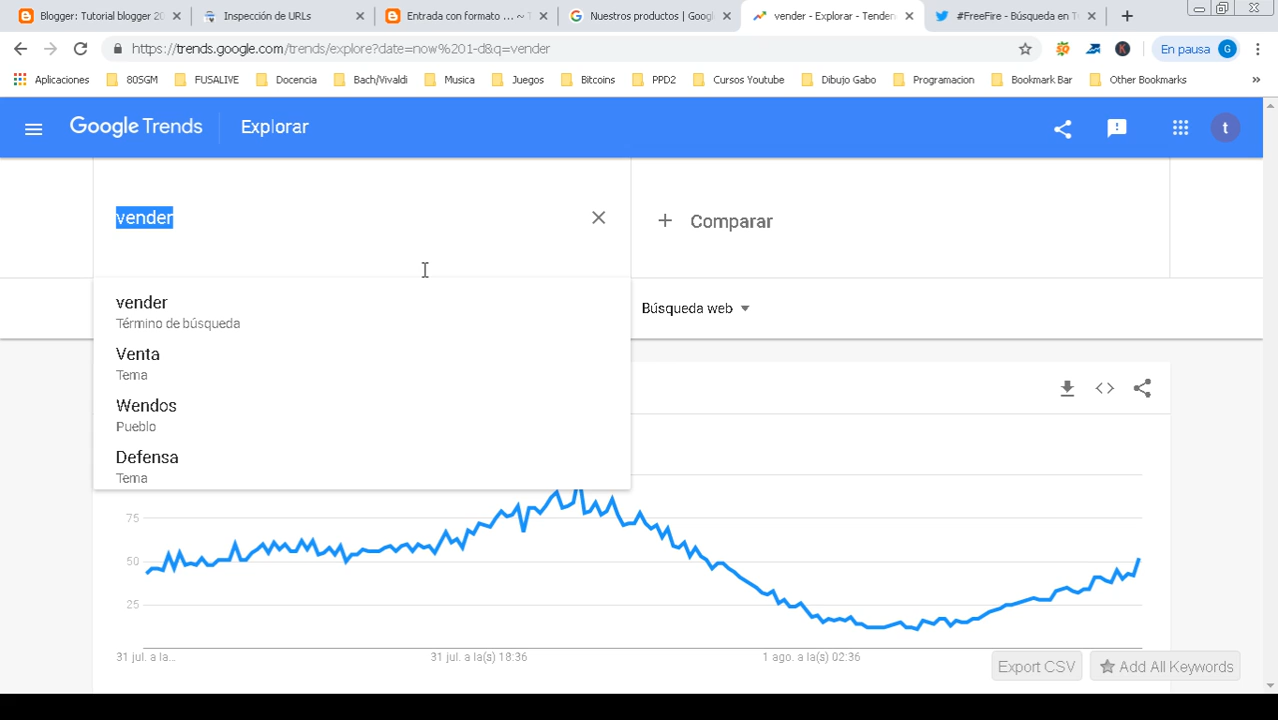 Blogger: Tutorial blogger 20
Inspección de URLs
Entrada con formato ... ~ T
Nuestros productos | Googl
vender - Explorar - Tenden
#FreeFire - Búsqueda en T
https://trends.google.com/trends/explore?date=now%201-d&q=vender
En pausa
G
Aplicaciones
80SGM
FUSALIVE
Docencia
Bach/Vivaldi
Musica
Juegos
Bitcoins
PPD2
Cursos Youtube
Dibujo Gabo
Programacion
Bookmark Bar
Other Bookmarks
»
Google Trends
Explorar
t
vender
+ Comparar
vender
Término de búsqueda
Búsqueda web
Venta
Tema
Wendos
Pueblo
Defensa
Tema
75
50
25
31 jul. a la...
31 jul. a la(s) 18:36
1 ago. a la(s) 02:36
Export CSV
Add All Keywords